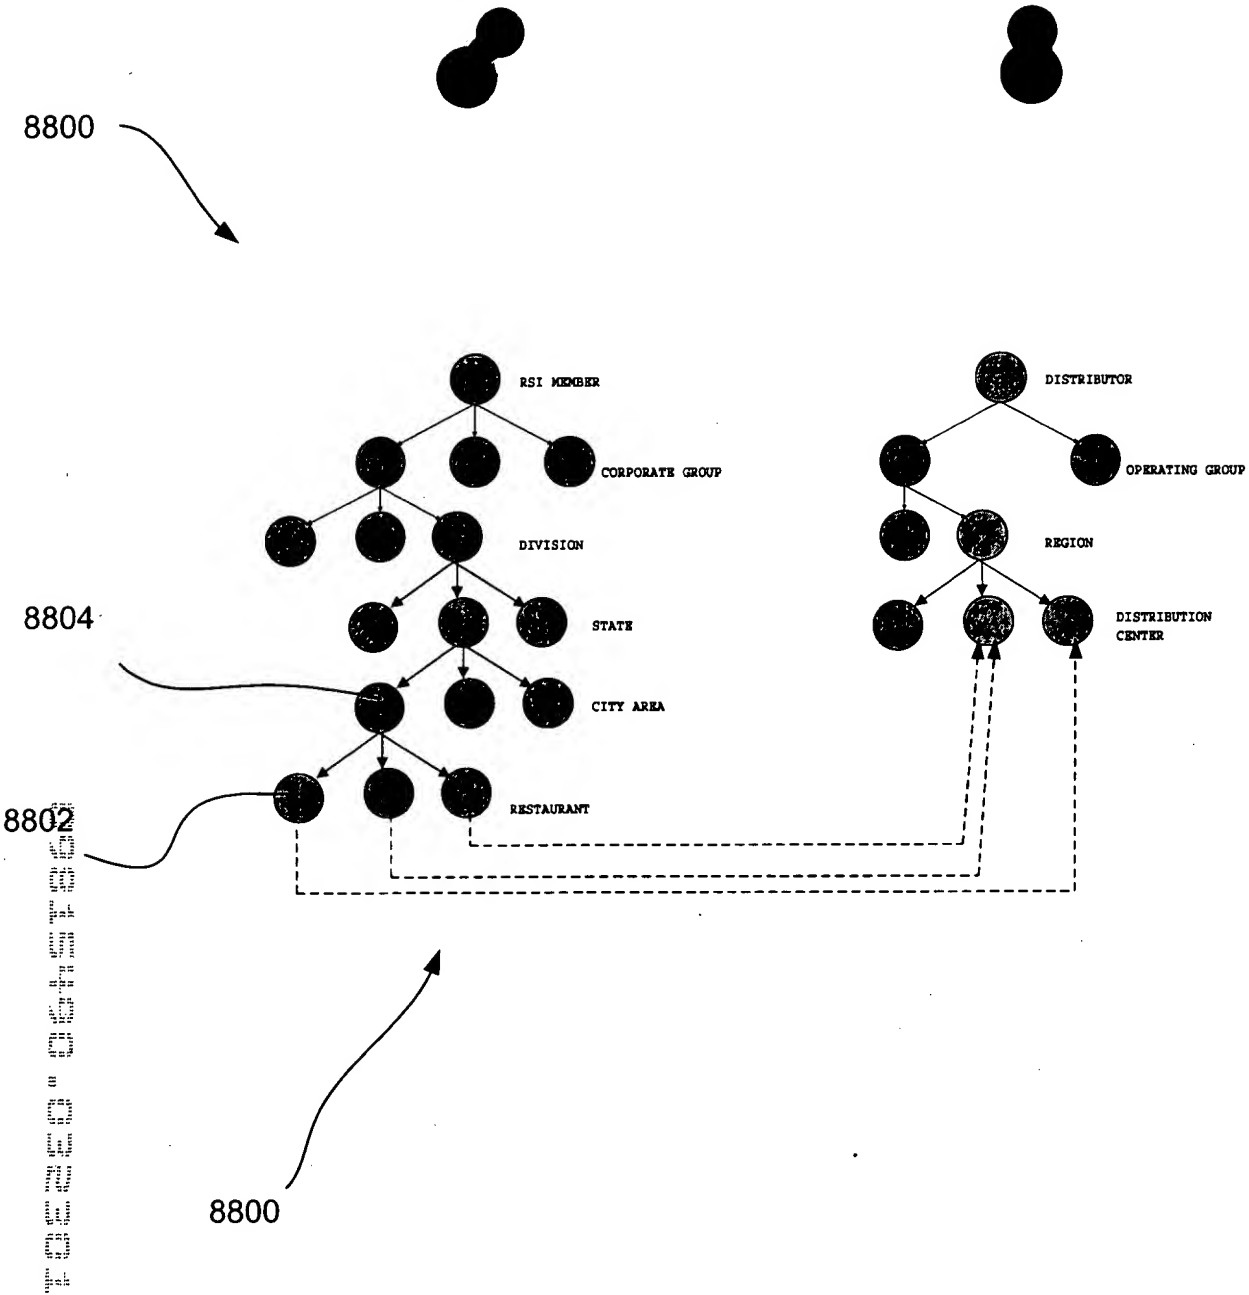 8800
RSI MEMBER
DISTRIBUTOR
CORPORATE GROUP
OPERATING GROUP
DIVISION
REGION
8804
STATE
DISTRIBUTION
CENTER
CITY AREA
8802
RESTAURANT
8800